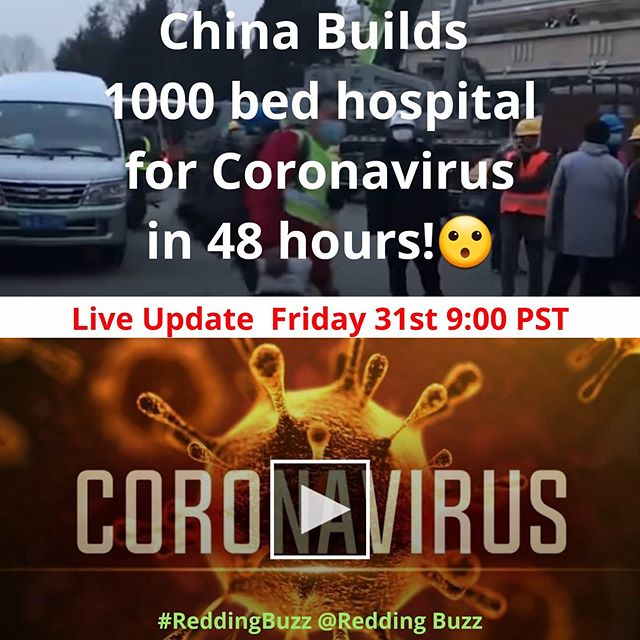 China Builds
1000 bed hospital
for Coronavirus
in 48 hours!😮
Live Update Friday 31st 9:00 PST
CORONAVIRUS
#ReddingBuzz @Redding Buzz